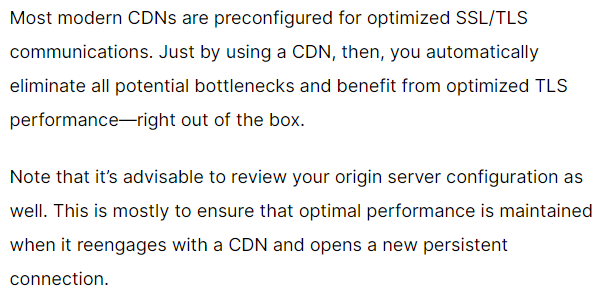 Most modern CDNs are preconfigured for optimized SSL/TLS
communications. Just by using a CDN, then, you automatically
eliminate all potential bottlenecks and benefit from optimized TLS
performance—right out of the box.
Note that it’s advisable to review your origin server configuration as
well. This is mostly to ensure that optimal performance is maintained
when it reengages with a CDN and opens a new persistent
connection.